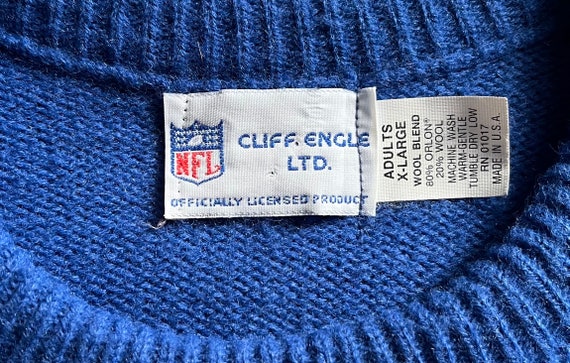 NFL
CLIFF ENGLE
LTD.
OFFICIALLY LICENSED PRODUCT
ADULTS
X-LARGE
WOOL BLEND
80% ORLON®
20% WOOL
MACHINE WASH
WARM-GENTLE
TUMBLE DRY LOW
RN 01017
MADE IN U.S.A.